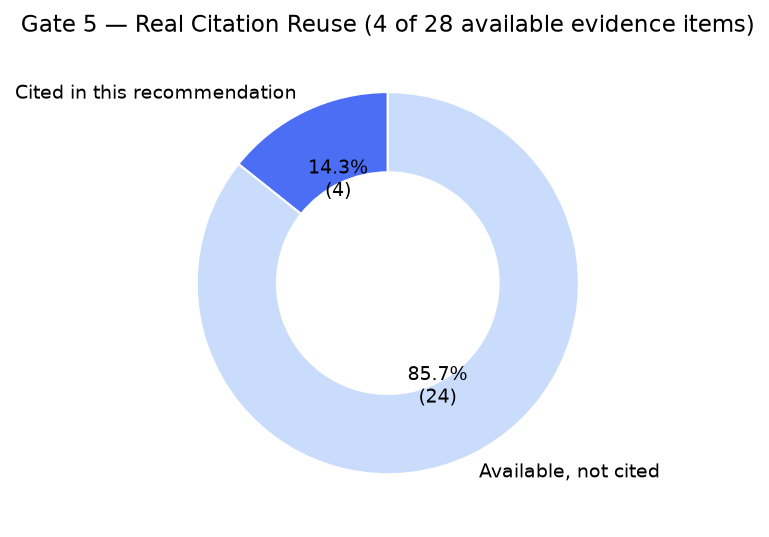 Gate 5 — Real Citation Reuse (4 of 28 available evidence items)
Cited in this recommendation
14.3%
(4)
85.7%
(24)
Available, not cited